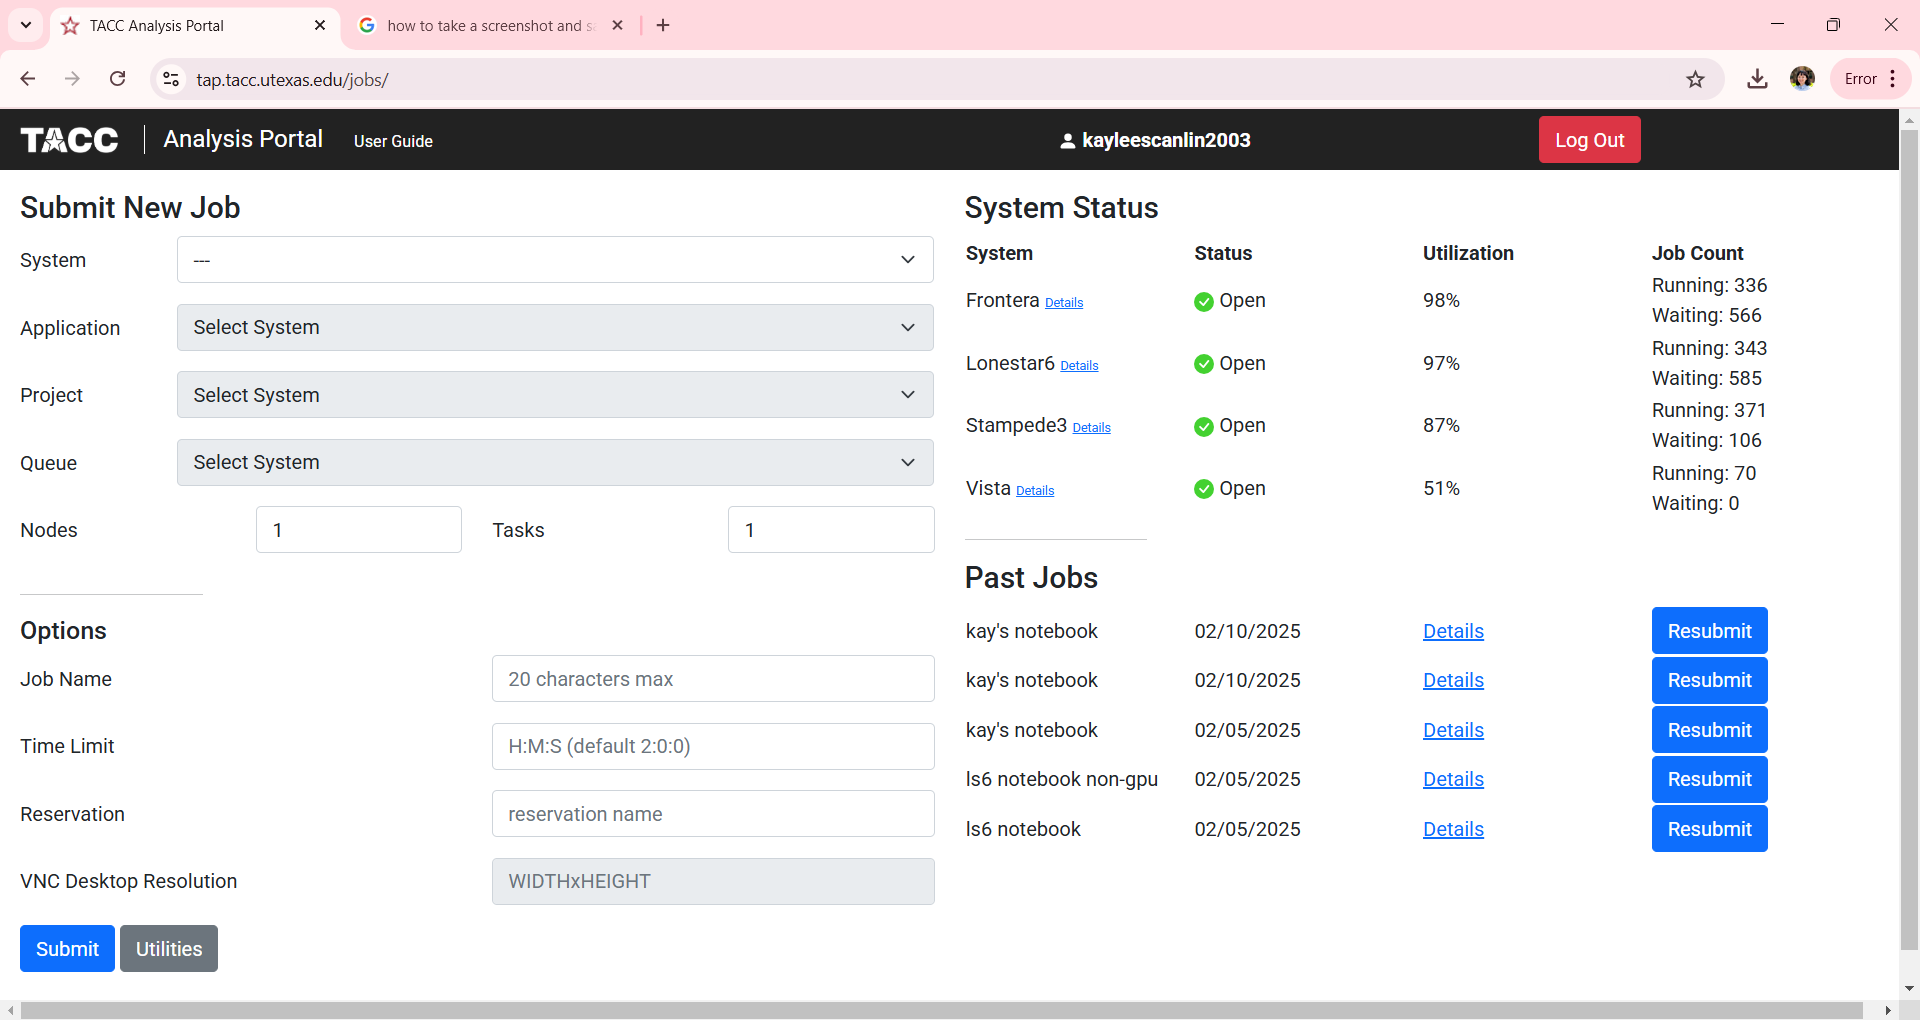 TACC Analysis Portal
how to take a screenshot and s
tap.tacc.utexas.edu/jobs/
Error
TACC
Analysis Portal
User Guide
kayleescanlin2003
Log Out
Submit New Job
System
---
Application
Select System
Project
Select System
Queue
Select System
Nodes
1
Tasks
1
Options
Job Name
20 characters max
Time Limit
H:M:S (default 2:0:0)
Reservation
reservation name
VNC Desktop Resolution
WIDTHxHEIGHT
Submit
Utilities
System Status
System Status Utilization Job Count
Frontera Details Open 98% Running: 336
Waiting: 566
Lonestar6 Details Open 97% Running: 343
Waiting: 585
Stampede3 Details Open 87% Running: 371
Waiting: 106
Vista Details Open 51% Running: 70
Waiting: 0
Past Jobs
kay's notebook 02/10/2025 Details Resubmit
kay's notebook 02/10/2025 Details Resubmit
kay's notebook 02/05/2025 Details Resubmit
ls6 notebook non-gpu 02/05/2025 Details Resubmit
ls6 notebook 02/05/2025 Details Resubmit